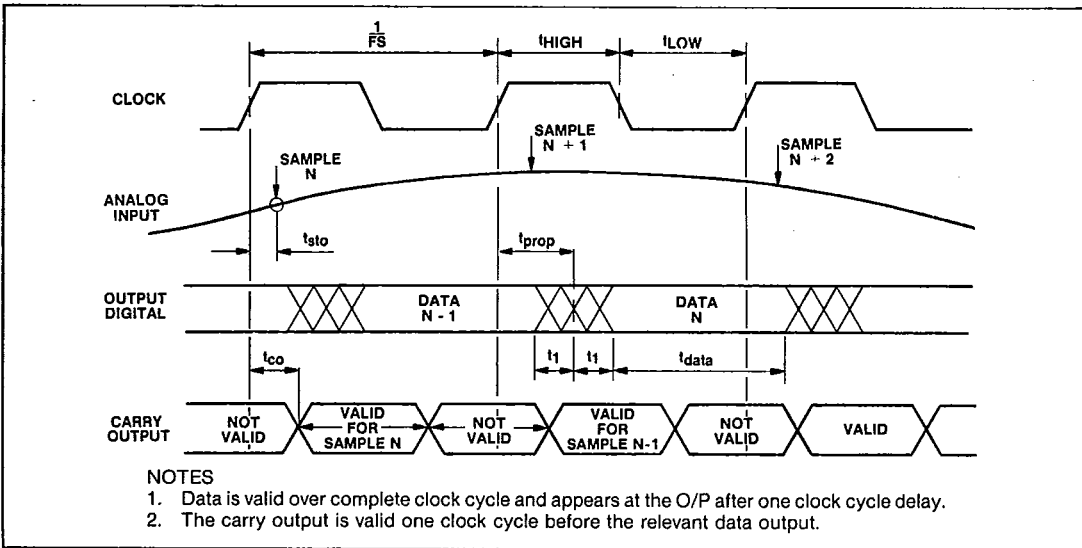 1
FS
tHIGH
tLOW
CLOCK
SAMPLE
N
SAMPLE
N + 1
SAMPLE
N + 2
ANALOG
INPUT
tsto
tprop
OUTPUT
DIGITAL
DATA
N - 1
DATA
N
tco
t1
t1
tdata
CARRY
OUTPUT
NOT
VALID
VALID
FOR
SAMPLE N
NOT
VALID
VALID
FOR
SAMPLE N-1
NOT
VALID
VALID
NOTES
1. Data is valid over complete clock cycle and appears at the O/P after one clock cycle delay.
2. The carry output is valid one clock cycle before the relevant data output.